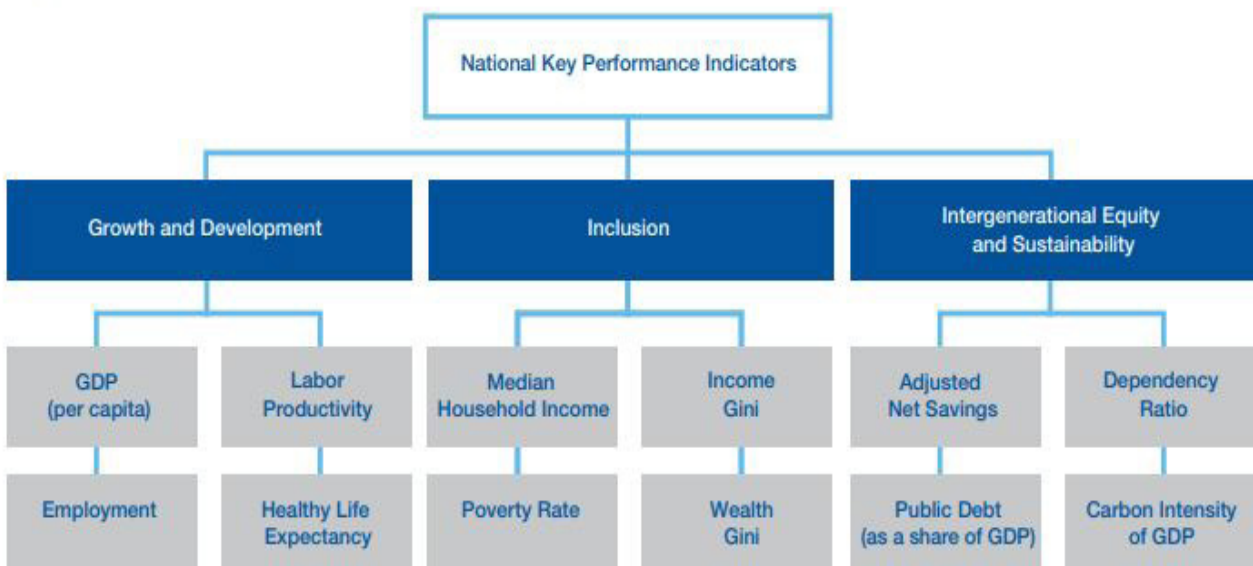 National Key Performance Indicators
Growth and Development
Inclusion
Intergenerational Equity
and Sustainability
GDP
(per capita)
Labor
Productivity
Median
Household Income
Income
Gini
Adjusted
Net Savings
Dependency
Ratio
Employment
Healthy Life
Expectancy
Poverty Rate
Wealth
Gini
Public Debt
(as a share of GDP)
Carbon Intensity
of GDP